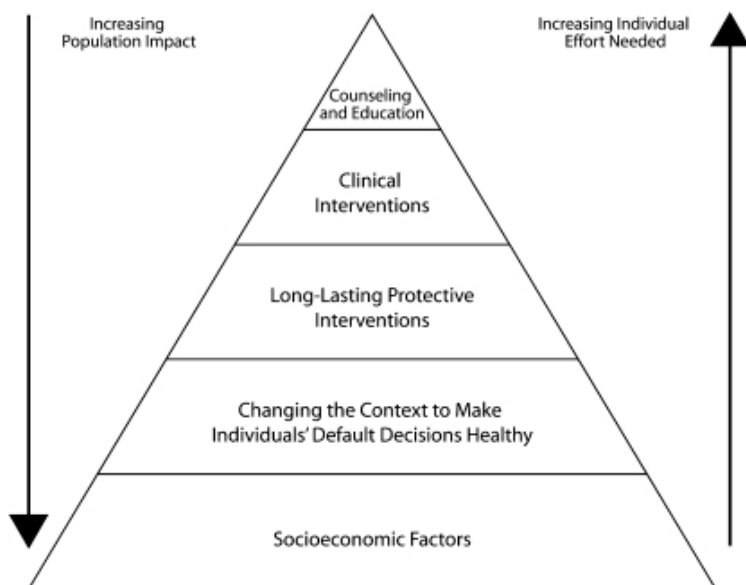 Increasing
Population Impact
Increasing Individual
Effort Needed
Counseling
and Education
Clinical
Interventions
Long-Lasting Protective
Interventions
Changing the Context to Make
Individuals’ Default Decisions Healthy
Socioeconomic Factors